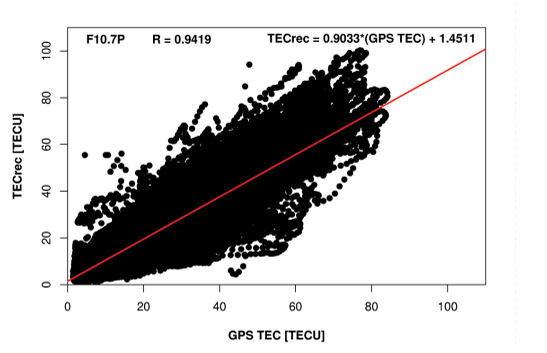 F10.7P R = 0.9419 TECrec = 0.9033*(GPS TEC) + 1.4511
100
80
60
40
20
0
TECrec [TECU]
0 20 40 60 80 100
GPS TEC [TECU]